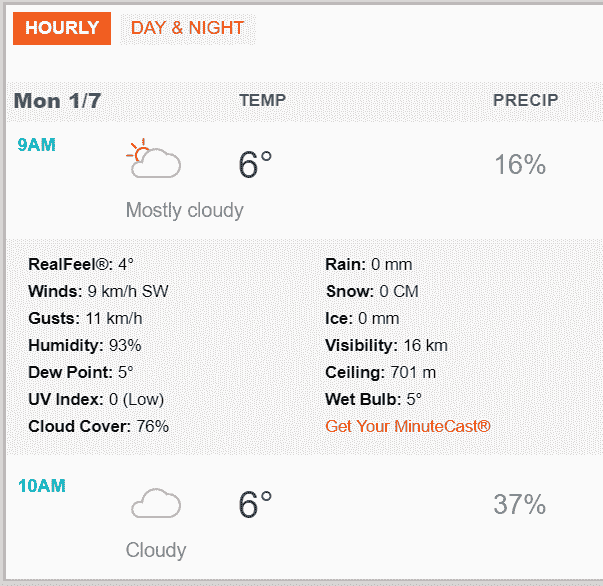 HOURLY DAY & NIGHT
Mon 1/7 TEMP PRECIP
9AM 6° 16%
Mostly cloudy
RealFeel®: 4° Rain: 0 mm
Winds: 9 km/h SW Snow: 0 CM
Gusts: 11 km/h Ice: 0 mm
Humidity: 93% Visibility: 16 km
Dew Point: 5° Ceiling: 701 m
UV Index: 0 (Low) Wet Bulb: 5°
Cloud Cover: 76% Get Your MinuteCast®
10AM 6° 37%
Cloudy